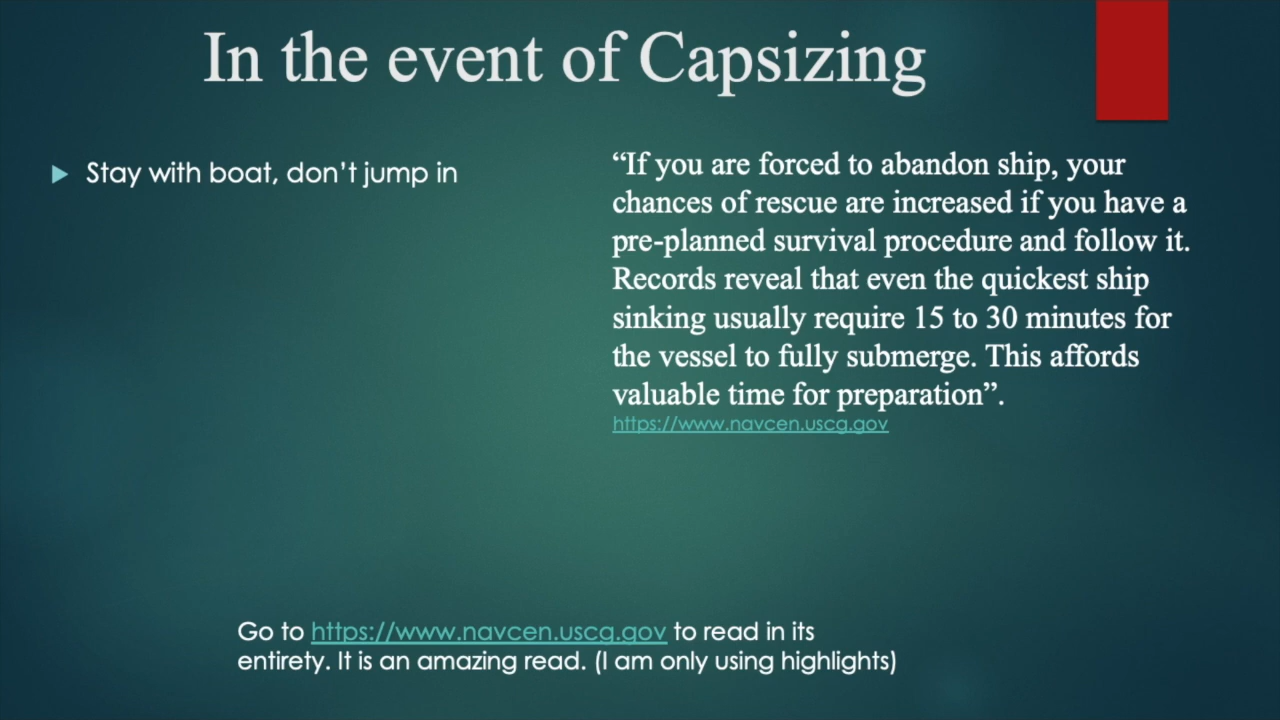 In the event of Capsizing
Stay with boat, don't jump in
“If you are forced to abandon ship, your
chances of rescue are increased if you have a
pre-planned survival procedure and follow it.
Records reveal that even the quickest ship
sinking usually require 15 to 30 minutes for
the vessel to fully submerge. This affords
valuable time for preparation”.
https://www.navcen.uscg.gov
Go to https://www.navcen.uscg.gov to read in its
entirety. It is an amazing read. (I am only using highlights)